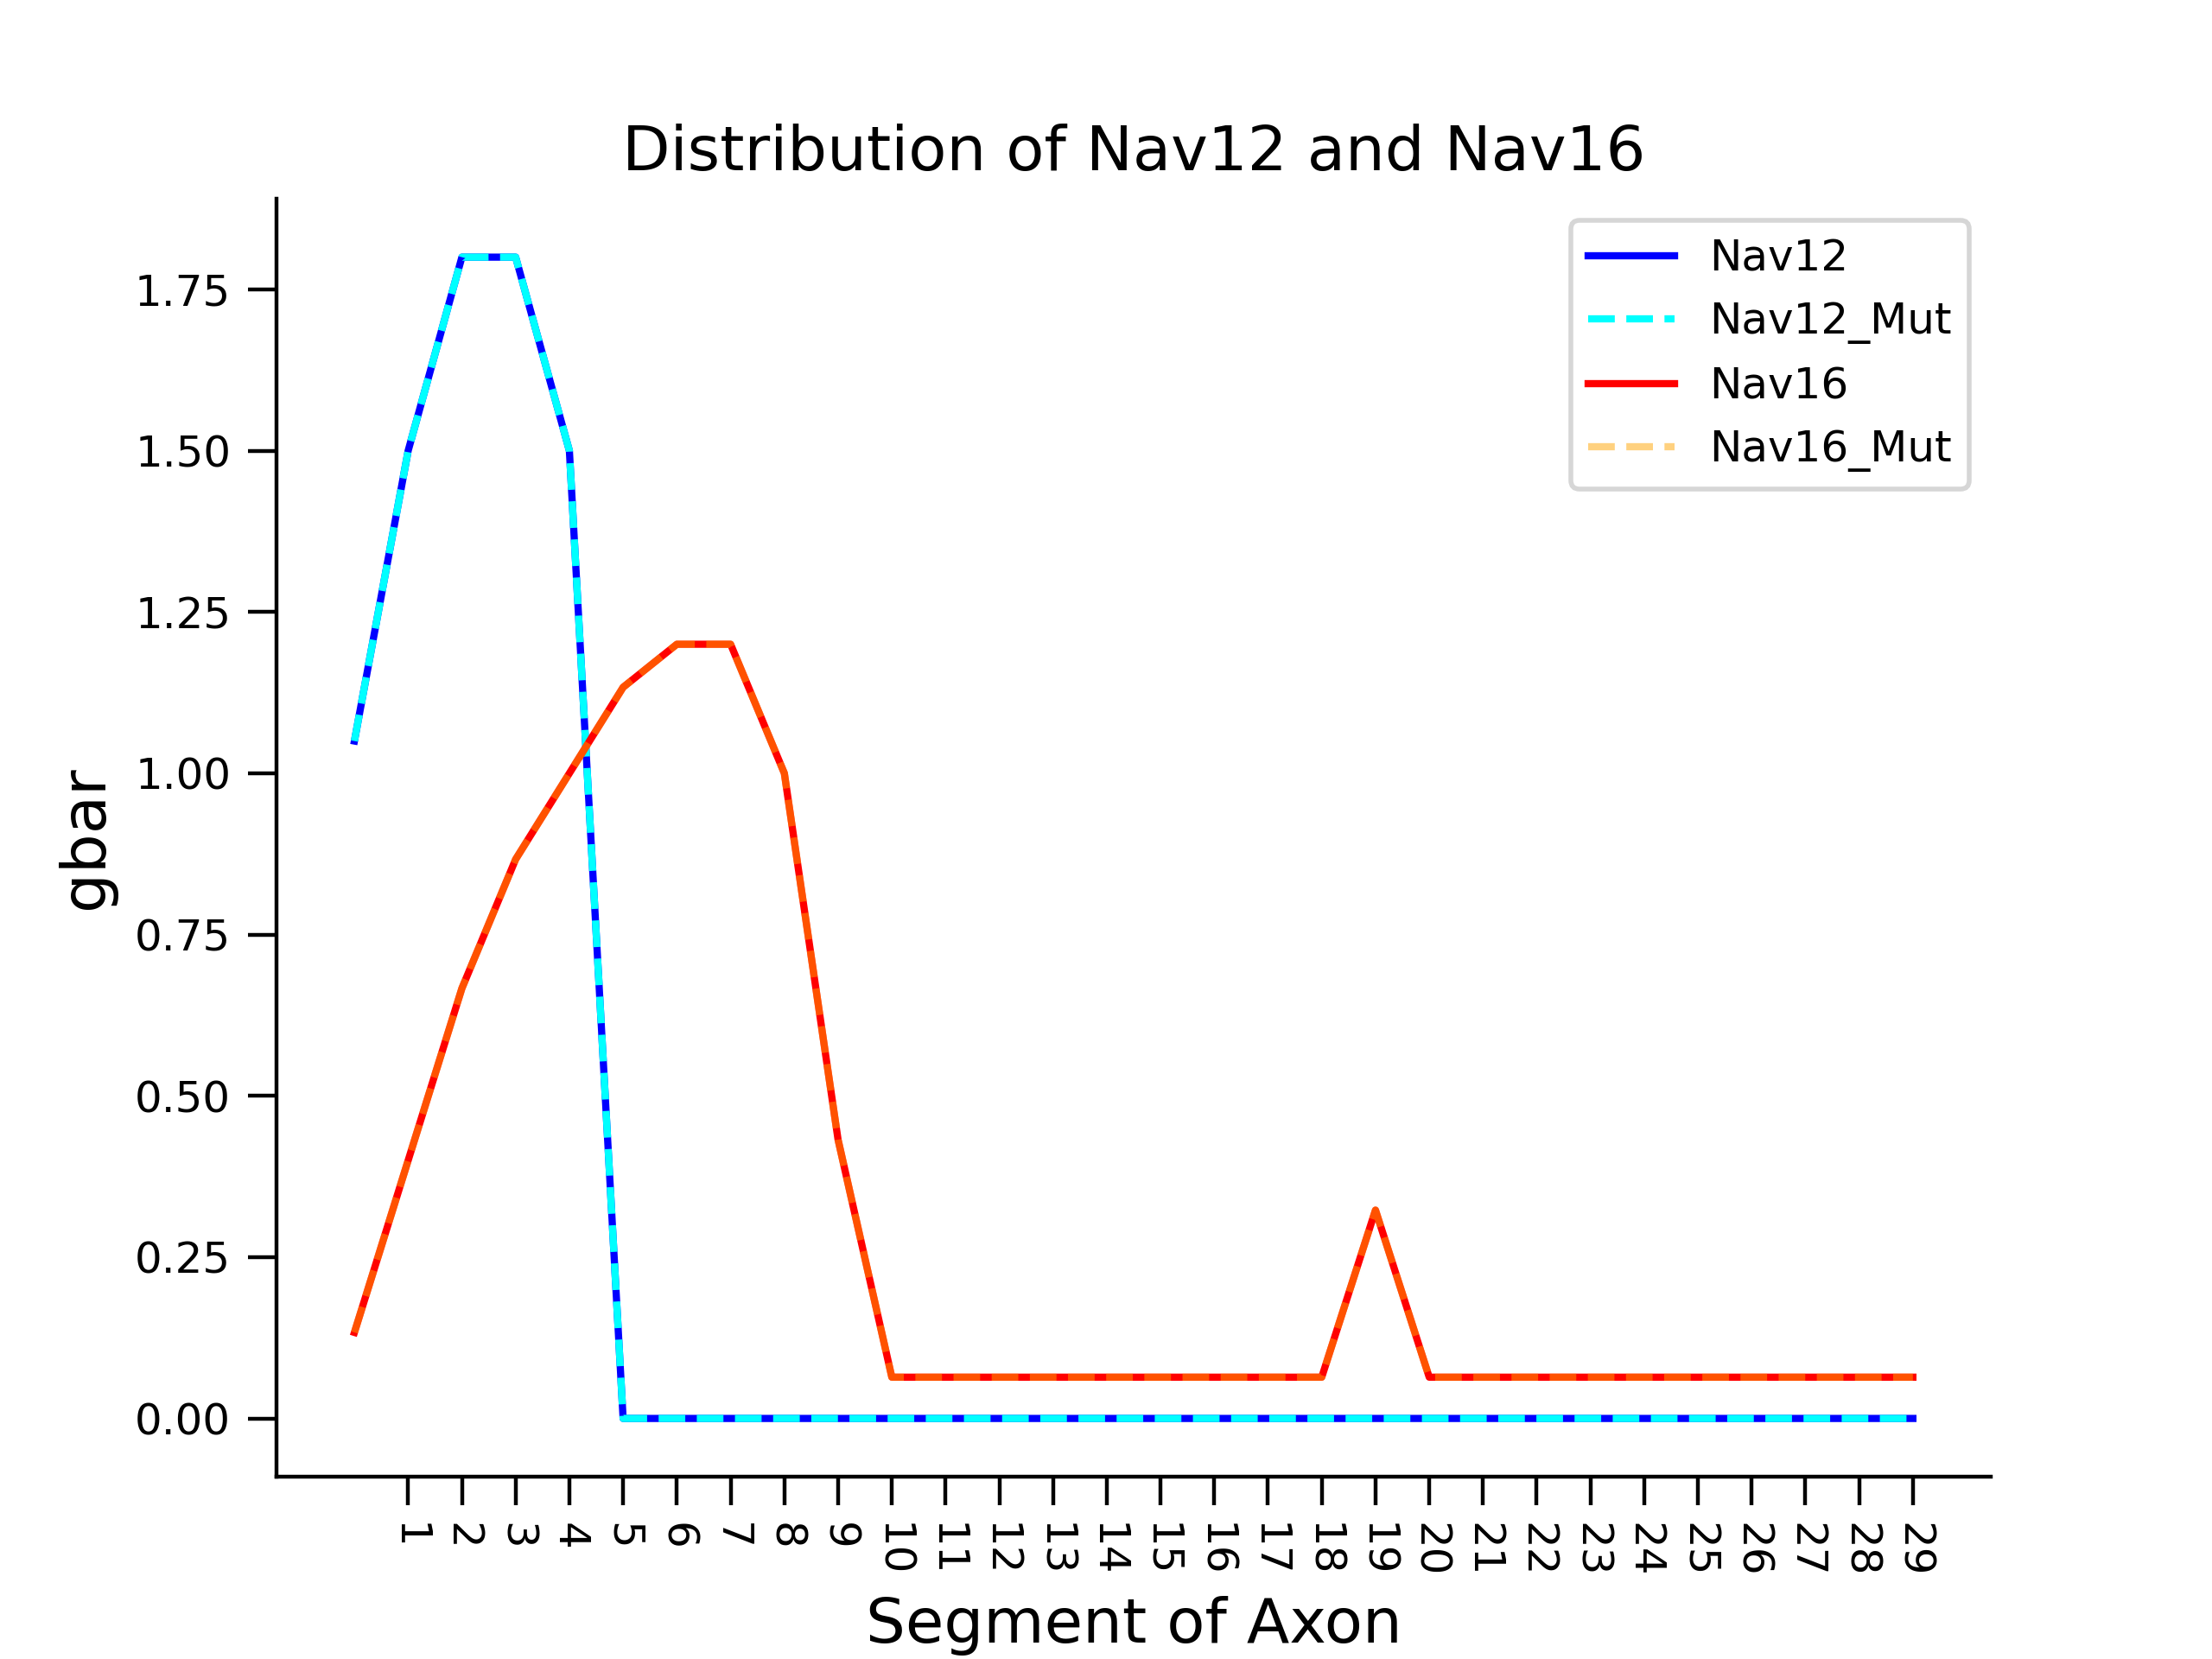 Distribution of Nav12 and Nav16
Nav12
Nav12_Mut
Nav16
Nav16_Mut
gbar
1.75
1.50
1.25
1.00
0.75
0.50
0.25
0.00
1 2 3 4 5 6 7 8 9 10 11 12 13 14 15 16 17 18 19 20 21 22 23 24 25 26 27 28 29
Segment of Axon